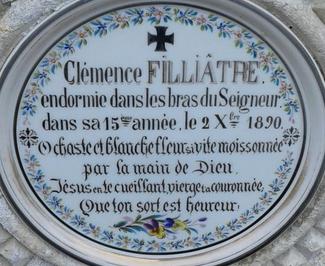 Clémence FILLIÂTRE.
endormie dans les bras du Seigneur.
dans sa 15me année, le 2 Xbre 1890
O chaste et blanche fleur si vite moissonnée
par la main de Dieu.
Jésus en te cueillant, vierge t'a couronnée
Que ton sort est heureux.